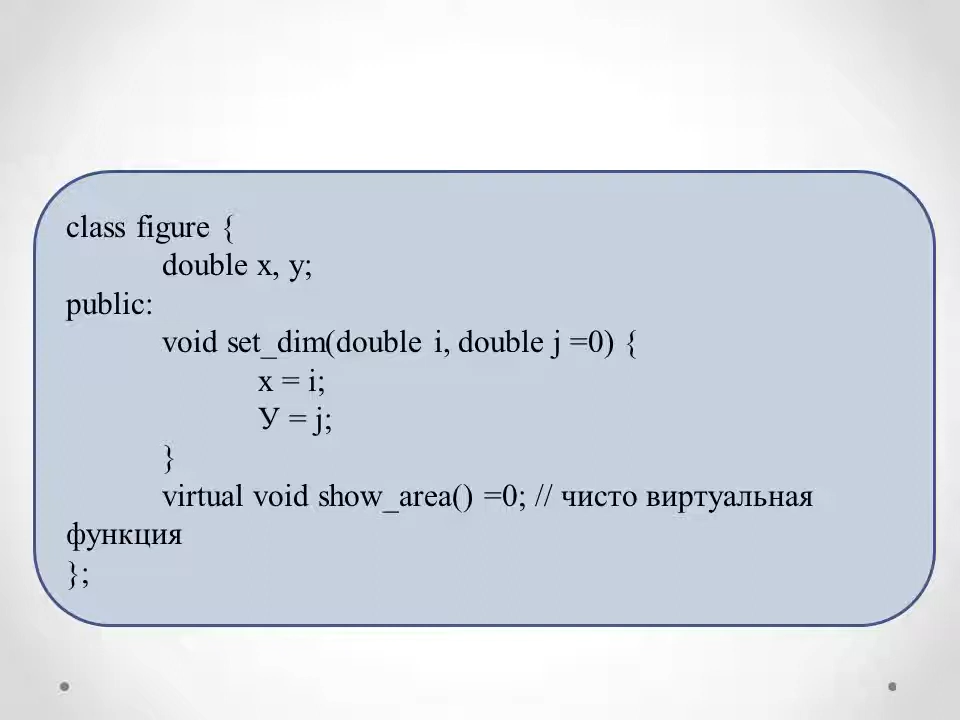 class figure {
double x, y;
public:
void set_dim(double i, double j =0) {
x = i;
У = j;
}
virtual void show_area() =0; // чисто виртуальная
функция
};